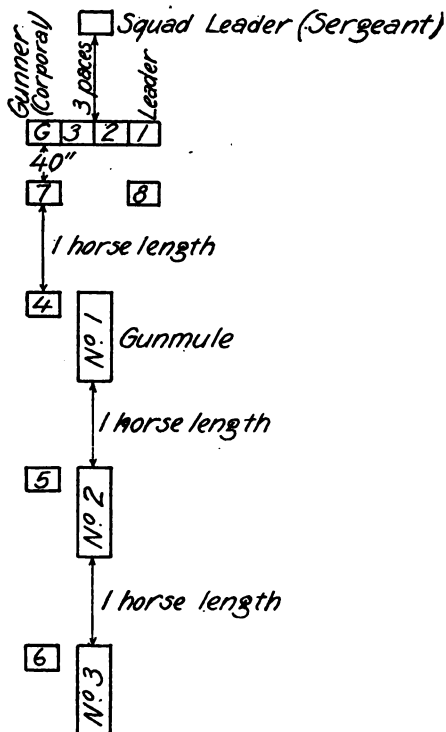 Squad Leader (Sergeant)
Gunner
(Corporal)
3 paces
Leader
G 3 2 1
40"
7 8
1 horse length
4
No. 1
Gunmule
1 horse length
5
No. 2
1 horse length
6
No. 3